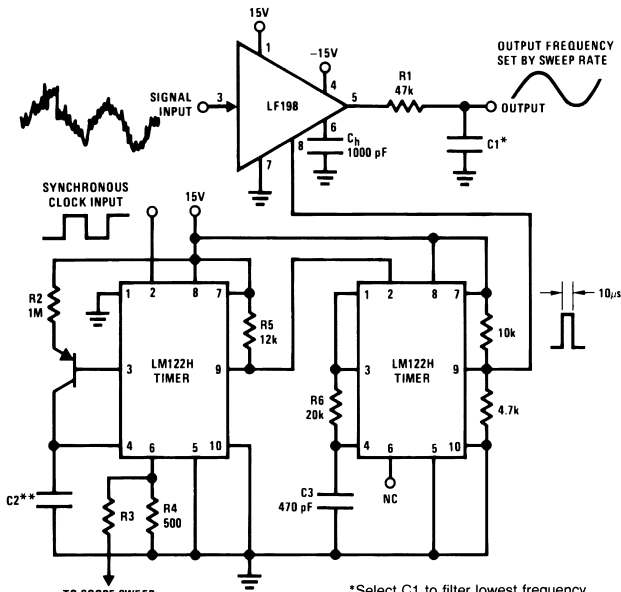 15V
-15V
OUTPUT FREQUENCY
SET BY SWEEP RATE
1
4
R1
47k
SIGNAL
INPUT
3
LF198
5
OUTPUT
6
8
Ch
1000 pF
C1*
7
SYNCHRONOUS
CLOCK INPUT
15V
10μs
R2
1M
1
2
8
7
R5
12k
1
2
8
7
10k
3
LM122H
TIMER
9
3
LM122H
TIMER
9
R6
20k
4.7k
4
6
5
10
4
6
5
10
C2**
R3
R4
500
C3
470 pF
NC
*Select C1 to filter lowest frequency